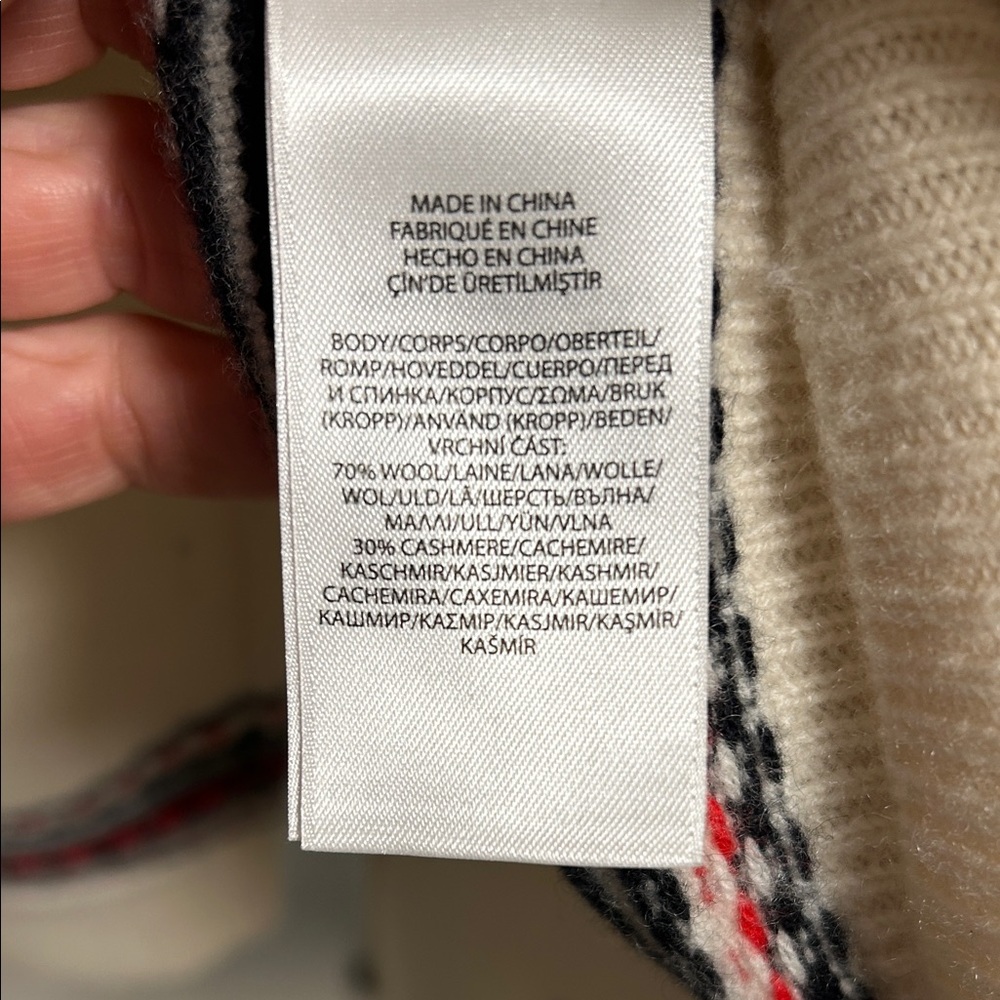 MADE IN CHINA
FABRIQUÉ EN CHINE
HECHO EN CHINA
ÇİN'DE ÜRETİLMİŞTİR
BODY/CORPS/CORPO/OBERTEIL/
ROMP/HOVEDDEL/CUERPO/ПЕРЕД
И СПИНКА/КОРПУС/ΣΩΜΑ/BRUK
(KROPP)/ANVÄND (KROPP)/BEDEN/
VRCHNÍ ČÁST:
70% WOOL/LAINE/LANA/WOLLE/
WOL/ULD/LÃ/ШЕРСТЬ/ВЪЛНА/
ΜΑΛΛΙ/ULL/YÜN/VLNA
30% CASHMERE/CACHEMIRE/
KASCHMIR/KASJMIER/KASHMIR/
CACHEMIRA/CAXEMIRA/КАШЕМИР/
КАШМИР/ΚΑΣΜΙΡ/KASJMIR/KAŞMİR/
KAŠMÍR